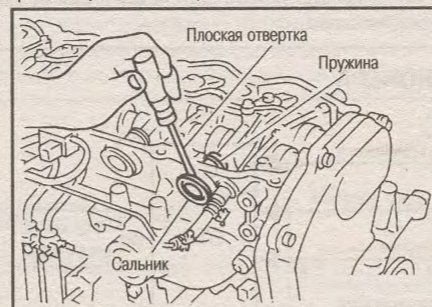 Плоская отвертка
Пружина
Сальник